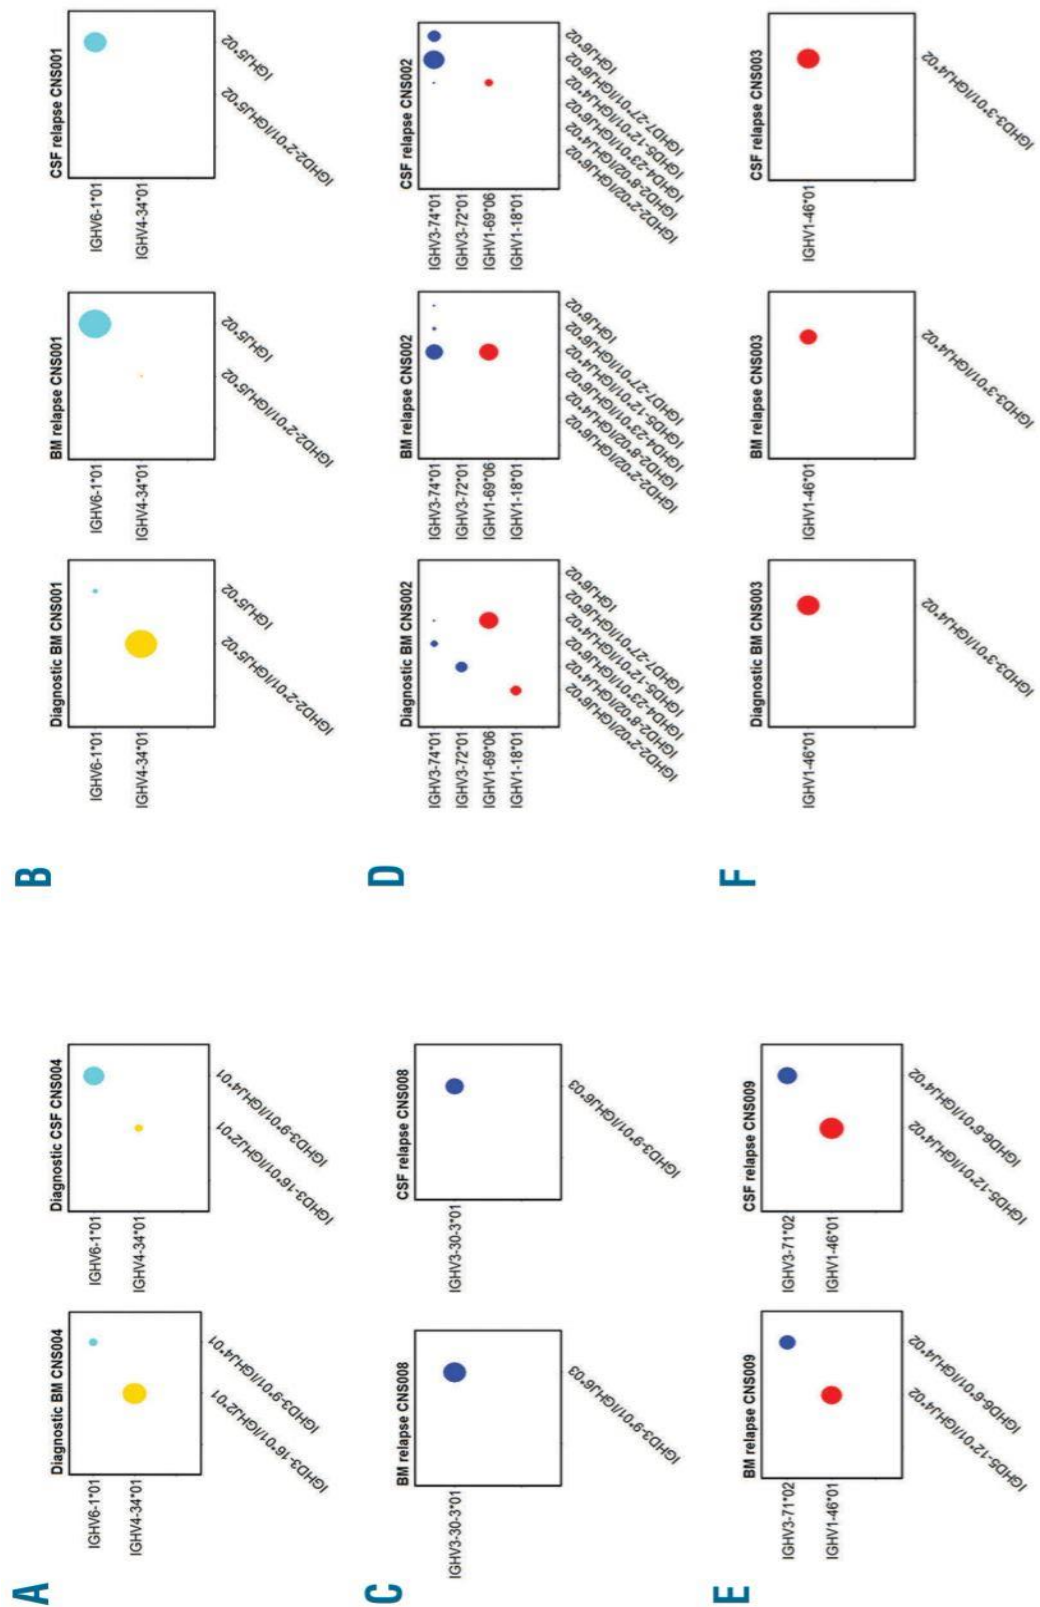 A
Diagnostic BM CNS004
IGHV6-1*01
IGHV4-34*01
IGHD3-16*01/IGHJ2*01
IGHD3-9*01/IGHJ4*01
Diagnostic CSF CNS004
IGHV6-1*01
IGHV4-34*01
IGHD3-16*01/IGHJ2*01
IGHD3-9*01/IGHJ4*01
B
Diagnostic BM CNS001
IGHV6-1*01
IGHV4-34*01
IGHD2-2*01/IGHJ5*02
IGHJ5*02
BM relapse CNS001
IGHV6-1*01
IGHV4-34*01
IGHD2-2*01/IGHJ5*02
IGHJ5*02
CSF relapse CNS001
IGHV6-1*01
IGHV4-34*01
IGHD2-2*01/IGHJ5*02
IGHJ5*02
C
BM relapse CNS008
IGHV3-30-3*01
IGHD3-9*01/IGHJ6*03
CSF relapse CNS008
IGHV3-30-3*01
IGHD3-9*01/IGHJ6*03
D
Diagnostic BM CNS002
IGHV3-74*01
IGHV3-72*01
IGHV1-69*06
IGHV1-18*01
IGHD2-2*02/IGHJ6*02
IGHD2-8*02/IGHJ4*02
IGHD4-23*01/IGHJ6*02
IGHD5-12*01/IGHJ4*02
IGHD7-27*01/IGHJ6*02
IGHJ6*02
BM relapse CNS002
IGHV3-74*01
IGHV3-72*01
IGHV1-69*06
IGHV1-18*01
IGHD2-2*02/IGHJ6*02
IGHD2-8*02/IGHJ4*02
IGHD4-23*01/IGHJ6*02
IGHD5-12*01/IGHJ4*02
IGHD7-27*01/IGHJ6*02
IGHJ6*02
CSF relapse CNS002
IGHV3-74*01
IGHV3-72*01
IGHV1-69*06
IGHV1-18*01
IGHD2-2*02/IGHJ6*02
IGHD2-8*02/IGHJ4*02
IGHD4-23*01/IGHJ6*02
IGHD5-12*01/IGHJ4*02
IGHD7-27*01/IGHJ6*02
IGHJ6*02
E
BM relapse CNS009
IGHV3-71*02
IGHV1-46*01
IGHD5-12*01/IGHJ4*02
IGHD6-6*01/IGHJ4*02
CSF relapse CNS009
IGHV3-71*02
IGHV1-46*01
IGHD5-12*01/IGHJ4*02
IGHD6-6*01/IGHJ4*02
F
Diagnostic BM CNS003
IGHV1-46*01
IGHD3-3*01/IGHJ4*02
BM relapse CNS003
IGHV1-46*01
IGHD3-3*01/IGHJ4*02
CSF relapse CNS003
IGHV1-46*01
IGHD3-3*01/IGHJ4*02